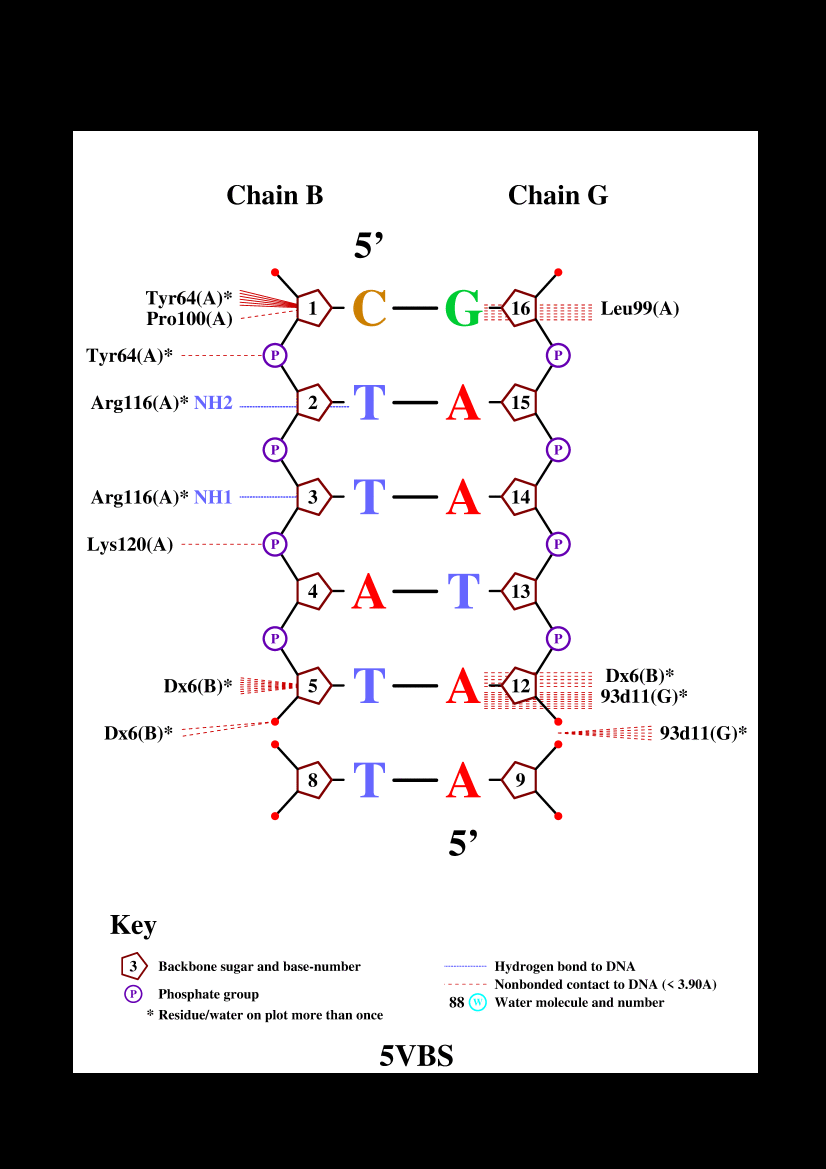 Chain B Chain G
5’
Tyr64(A)* 1 C G 16 Leu99(A)
Pro100(A)
Tyr64(A)* P P
Arg116(A)* NH2 2 T A 15
P P
Arg116(A)* NH1 3 T A 14
Lys120(A) P P
4 A T 13
P P
Dx6(B)*
Dx6(B)* 5 T A 12
93d11(G)*
Dx6(B)* 93d11(G)*
8 T A 9
5’
Key
3 Backbone sugar and base-number
P Phosphate group
* Residue/water on plot more than once
Hydrogen bond to DNA
Nonbonded contact to DNA (< 3.90A)
88 W Water molecule and number
5VBS